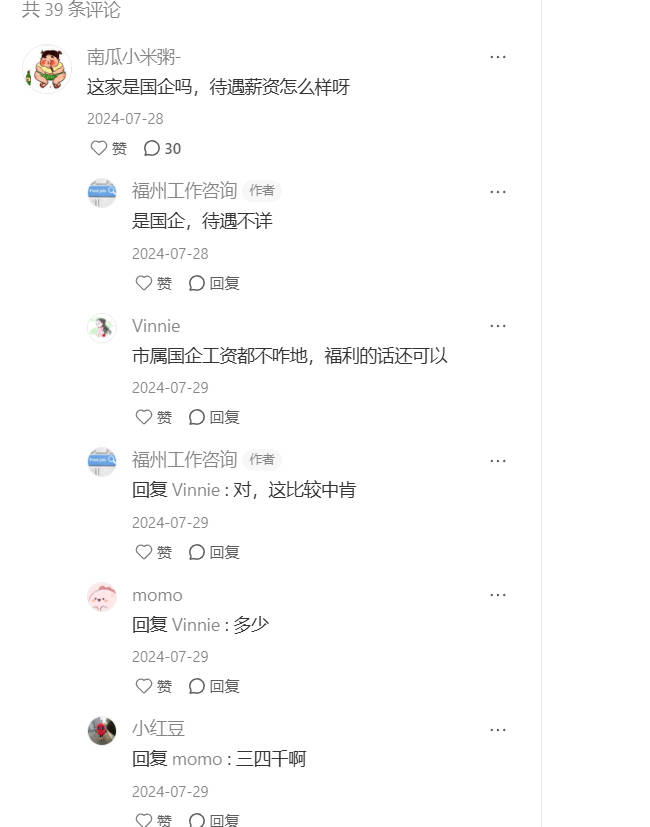 共 39 条评论
南瓜小米粥-
这家是国企吗，待遇薪资怎么样呀
2024-07-28
赞 30
福州工作咨询 作者
是国企，待遇不详
2024-07-28
赞 回复
Vinnie
市属国企工资都不咋地，福利的话还可以
2024-07-29
赞 回复
福州工作咨询 作者
回复 Vinnie : 对，这比较中肯
2024-07-29
赞 回复
momo
回复 Vinnie : 多少
2024-07-29
赞 回复
小红豆
回复 momo : 三四千啊
2024-07-29
赞 回复